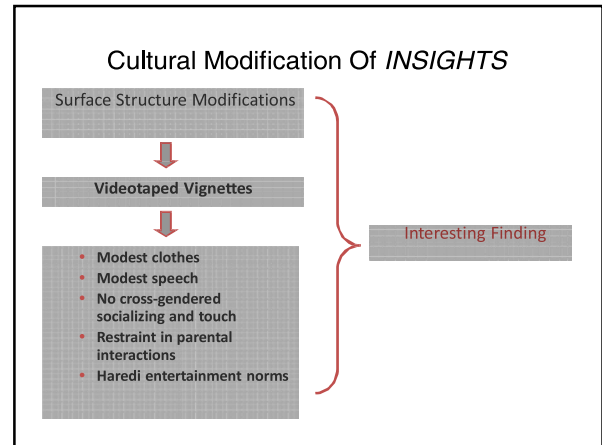 Cultural Modification Of INSIGHTS
Surface Structure Modifications
Videotaped Vignettes
• Modest clothes
• Modest speech
• No cross-gendered
socializing and touch
• Restraint in parental
interactions
• Haredi entertainment norms
Interesting Finding